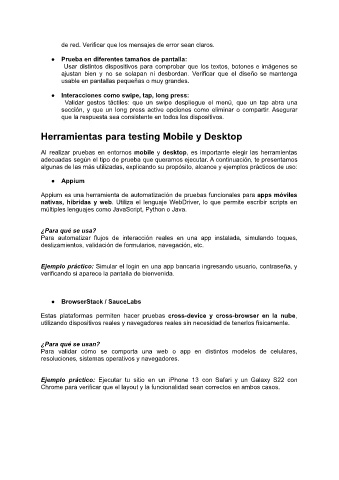 de red. Verificar que los mensajes de error sean claros.
● Prueba en diferentes tamaños de pantalla:
Usar distintos dispositivos para comprobar que los textos, botones e imágenes se
ajustan bien y no se solapan ni desbordan. Verificar que el diseño se mantenga
usable en pantallas pequeñas o muy grandes.
● Interacciones como swipe, tap, long press:
Validar gestos táctiles: que un swipe despliegue el menú, que un tap abra una
sección, y que un long press active opciones como eliminar o compartir. Asegurar
que la respuesta sea consistente en todos los dispositivos.
Herramientas para testing Mobile y Desktop
Al realizar pruebas en entornos mobile y desktop, es importante elegir las herramientas
adecuadas según el tipo de prueba que queramos ejecutar. A continuación, te presentamos
algunas de las más utilizadas, explicando su propósito, alcance y ejemplos prácticos de uso:
● Appium
Appium es una herramienta de automatización de pruebas funcionales para apps móviles
nativas, híbridas y web. Utiliza el lenguaje WebDriver, lo que permite escribir scripts en
múltiples lenguajes como JavaScript, Python o Java.
¿Para qué se usa?
Para automatizar flujos de interacción reales en una app instalada, simulando toques,
deslizamientos, validación de formularios, navegación, etc.
Ejemplo práctico: Simular el login en una app bancaria ingresando usuario, contraseña, y
verificando si aparece la pantalla de bienvenida.
● BrowserStack / SauceLabs
Estas plataformas permiten hacer pruebas cross-device y cross-browser en la nube,
utilizando dispositivos reales y navegadores reales sin necesidad de tenerlos físicamente.
¿Para qué se usan?
Para validar cómo se comporta una web o app en distintos modelos de celulares,
resoluciones, sistemas operativos y navegadores.
Ejemplo práctico: Ejecutar tu sitio en un iPhone 13 con Safari y un Galaxy S22 con
Chrome para verificar que el layout y la funcionalidad sean correctos en ambos casos.